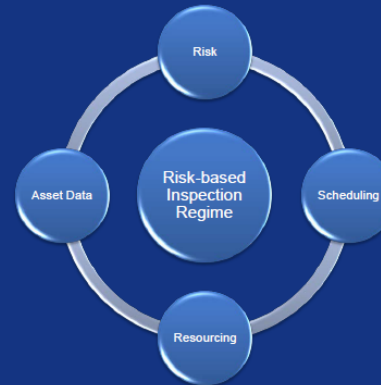 Risk
Asset Data
Risk-based
Inspection
Regime
Scheduling
Resourcing